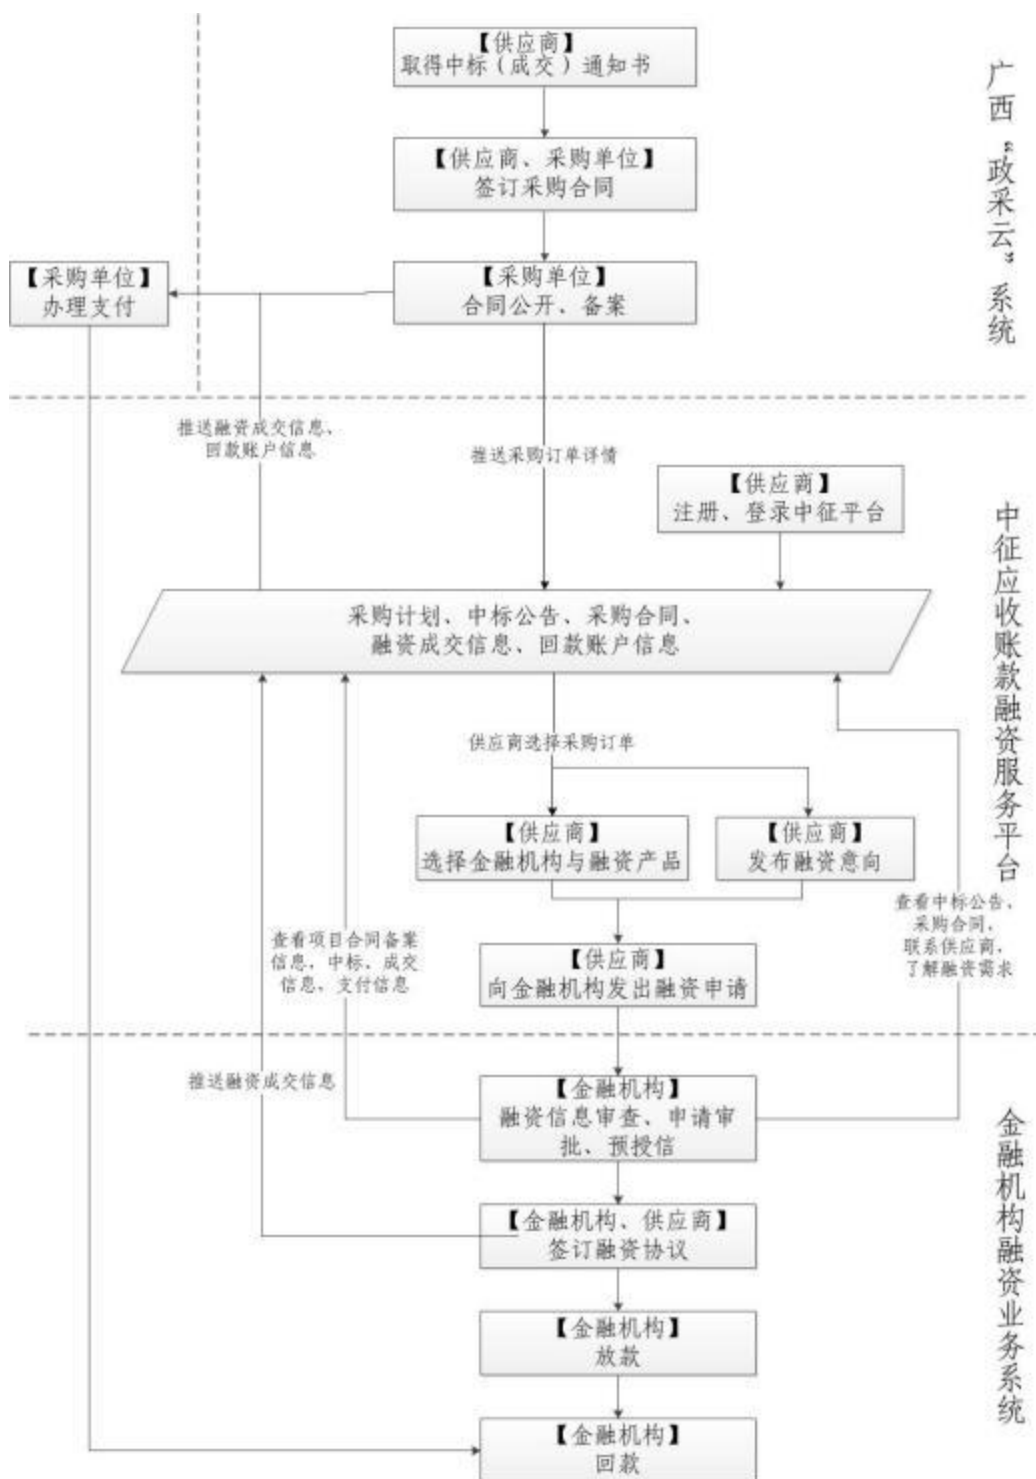 【供应商】
取得中标（成交）通知书
【供应商、采购单位】
签订采购合同
【采购单位】
合同公开、备案
【采购单位】
办理支付
广西“政采云”系统
推送融资成交信息、
回款账户信息
推送采购订单详情
【供应商】
注册、登录中征平台
采购计划、中标公告、采购合同、
融资成交信息、回款账户信息
中征应收账款融资服务平台
供应商选择采购订单
【供应商】
选择金融机构与融资产品
【供应商】
发布融资意向
查看中标公告、
采购合同，
联系供应商，
了解融资需求
查看项目合同备案
信息，中标、成交
信息、支付信息
【供应商】
向金融机构发出融资申请
推送融资成交信息
【金融机构】
融资信息审查、申请审
批、预授信
【金融机构、供应商】
签订融资协议
【金融机构】
放款
【金融机构】
回款
金融机构融资业务系统